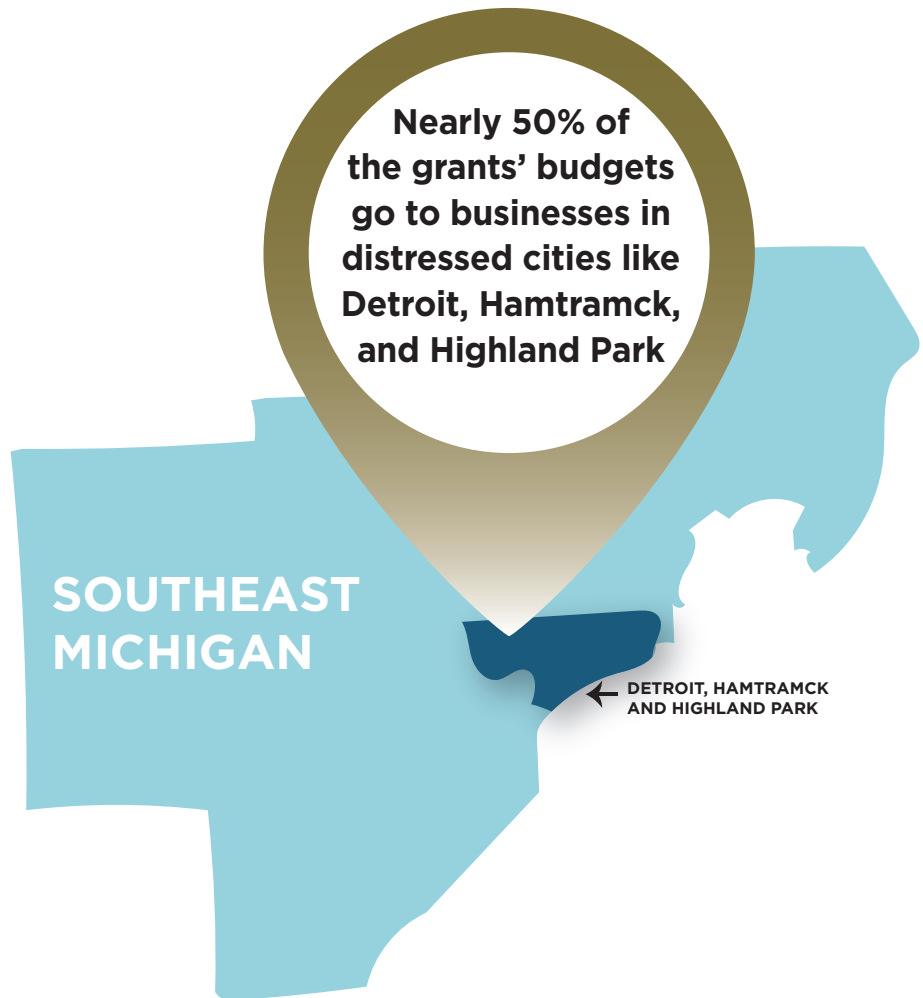 Nearly 50% of
the grants’ budgets
go to businesses in
distressed cities like
Detroit, Hamtramck,
and Highland Park
SOUTHEAST
MICHIGAN
DETROIT, HAMTRAMCK
AND HIGHLAND PARK